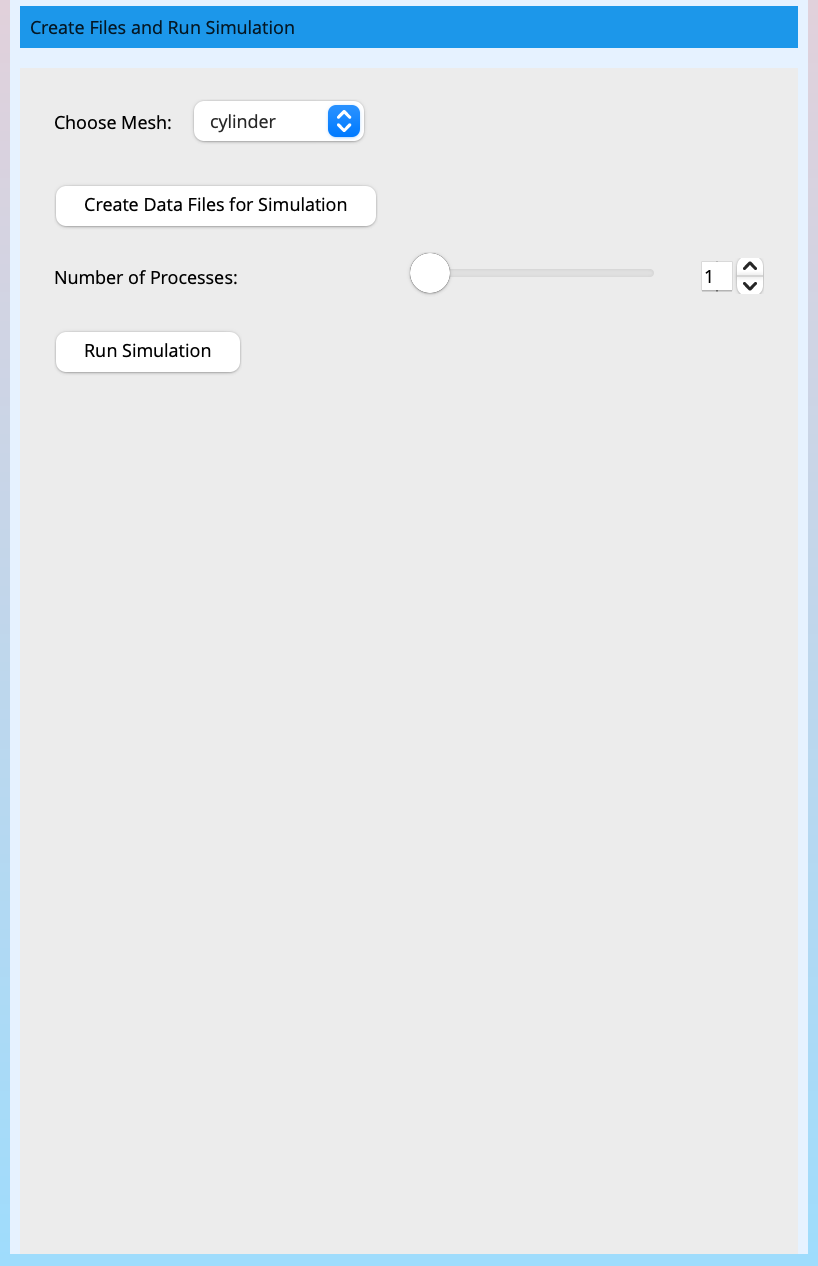 Create Files and Run Simulation
Choose Mesh: cylinder
Create Data Files for Simulation
Number of Processes: 1
Run Simulation